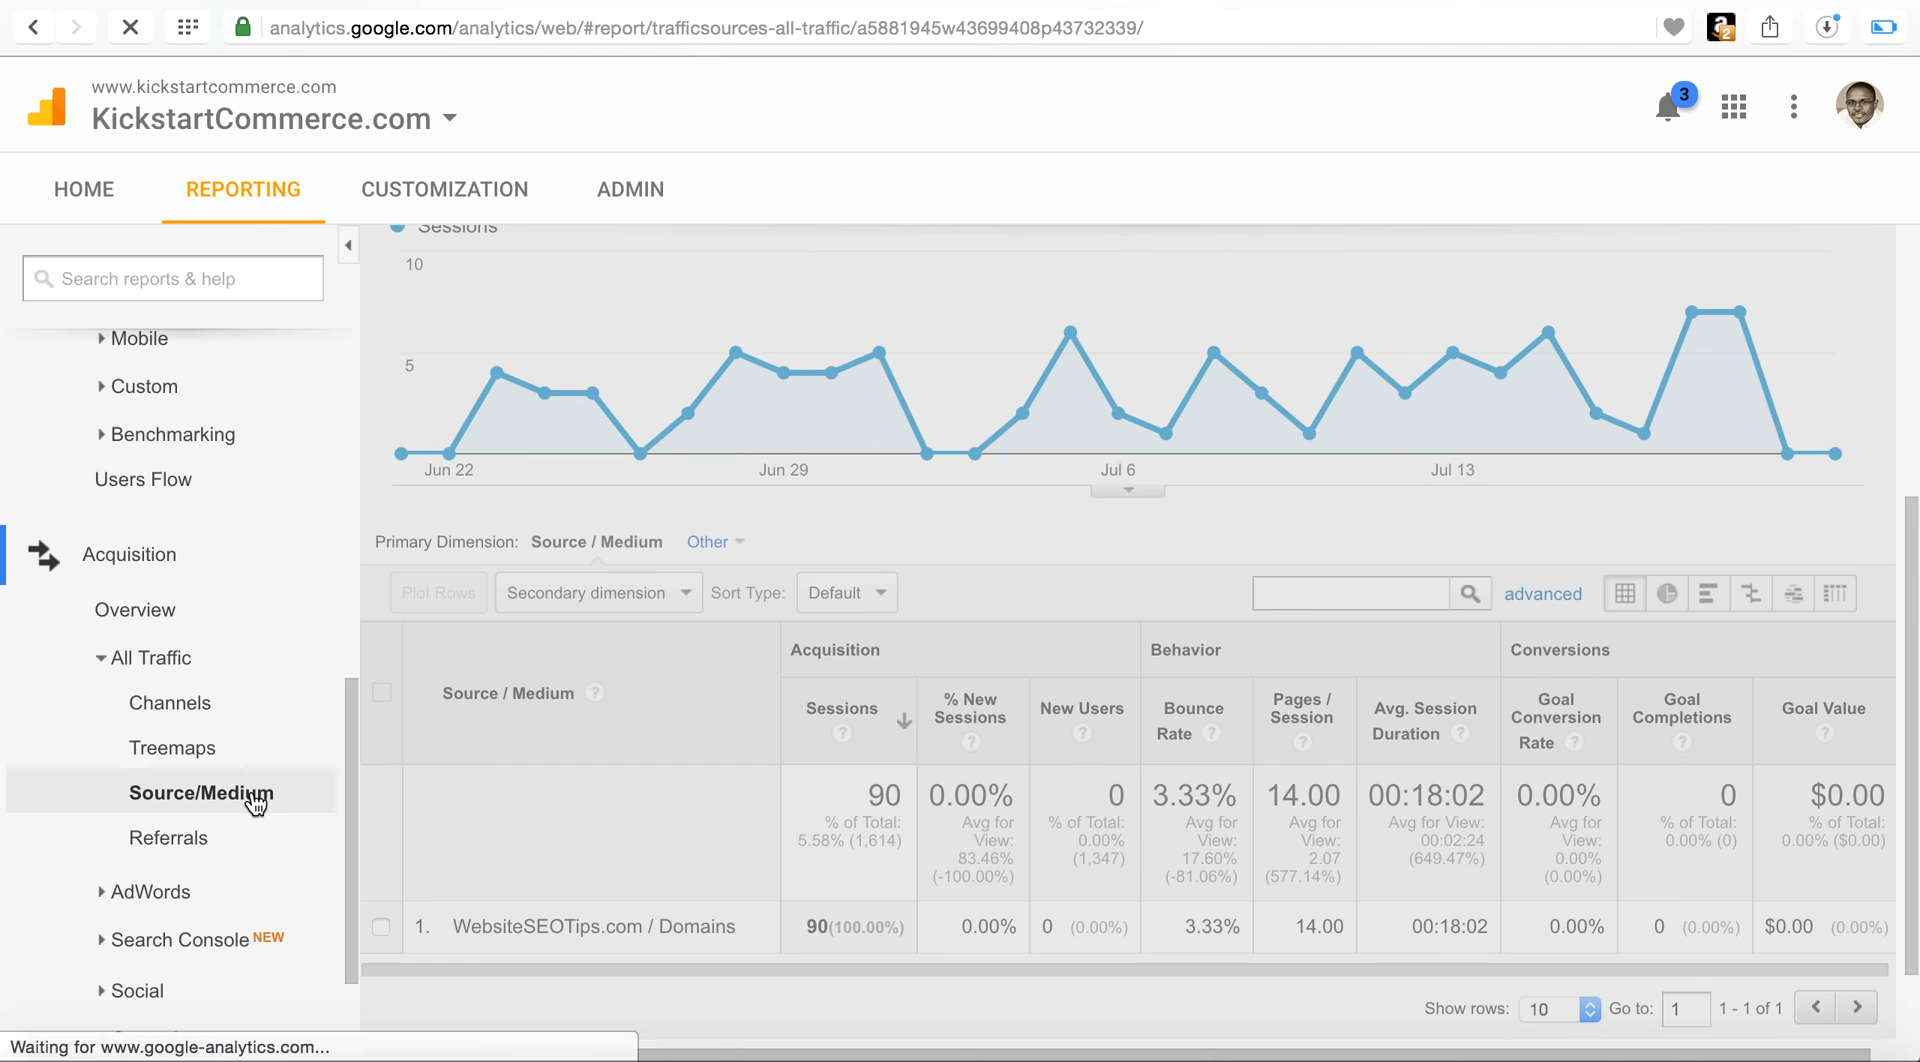 analytics.google.com/analytics/web/#report/trafficsources-all-traffic/a5881945w43699408p43732339/
a
2
www.kickstartcommerce.com
KickstartCommerce.com
3
HOME REPORTING CUSTOMIZATION ADMIN
Search reports & help
Mobile
Custom
Benchmarking
Users Flow
Acquisition
Overview
All Traffic
Channels
Treemaps
Source/Medium
Referrals
AdWords
Search Console NEW
Social
Waiting for www.google-analytics.com...
Sessions
10
5
Jun 22 Jun 29 Jul 6 Jul 13
Primary Dimension: Source / Medium Other
Plot Rows Secondary dimension Sort Type: Default advanced
Acquisition Behavior Conversions
Source / Medium ?
Sessions ?
% New Sessions ?
New Users ?
Bounce Rate ?
Pages / Session ?
Avg. Session Duration ?
Goal Conversion Rate ?
Goal Completions ?
Goal Value ?
90
% of Total:
5.58% (1,614)
0.00%
Avg for
View:
83.46%
(-100.00%)
0
% of Total:
0.00%
(1,347)
3.33%
Avg for
View:
17.60%
(-81.06%)
14.00
Avg for
View:
2.07
(577.14%)
00:18:02
Avg for View:
00:02:24
(649.47%)
0.00%
Avg for
View:
0.00%
(0.00%)
0
% of Total:
0.00% (0)
$0.00
% of Total:
0.00% ($0.00)
1. WebsiteSEOTips.com / Domains 90(100.00%) 0.00% 0 (0.00%) 3.33% 14.00 00:18:02 0.00% 0 (0.00%) $0.00 (0.00%)
Show rows: 10 Go to: 1 1 - 1 of 1